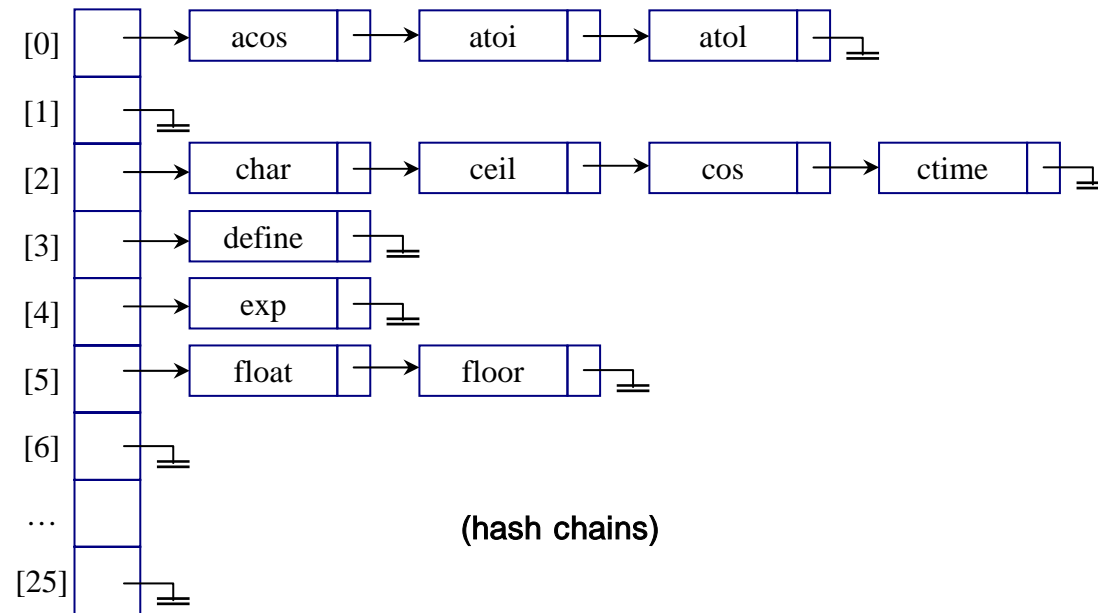 [0] acos atoi atol
[1]
[2] char ceil cos ctime
[3] define
[4] exp
[5] float floor
[6]
...
(hash chains)
[25]